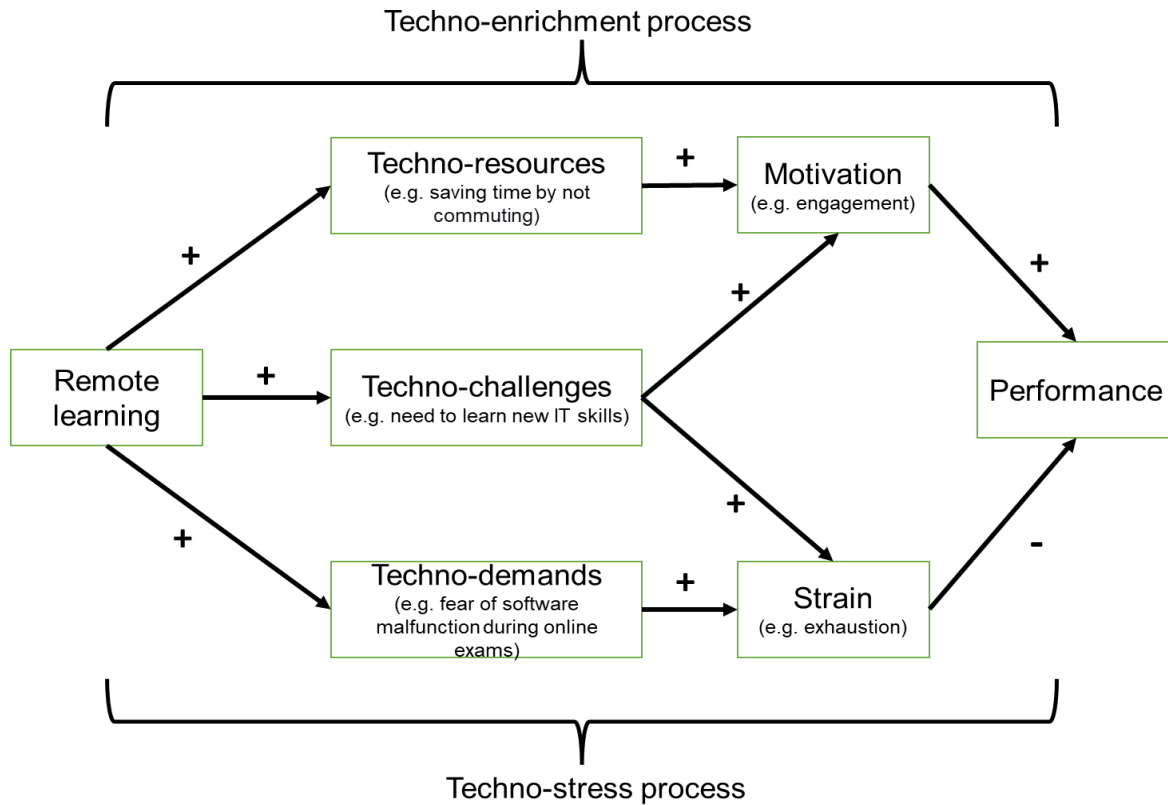 Techno-enrichment process
Techno-resources
(e.g. saving time by not
commuting)
+
Motivation
(e.g. engagement)
+
+
+
Remote
learning
+
Techno-challenges
(e.g. need to learn new IT skills)
Performance
+
+
-
Techno-demands
(e.g. fear of software
malfunction during online
exams)
+
Strain
(e.g. exhaustion)
Techno-stress process